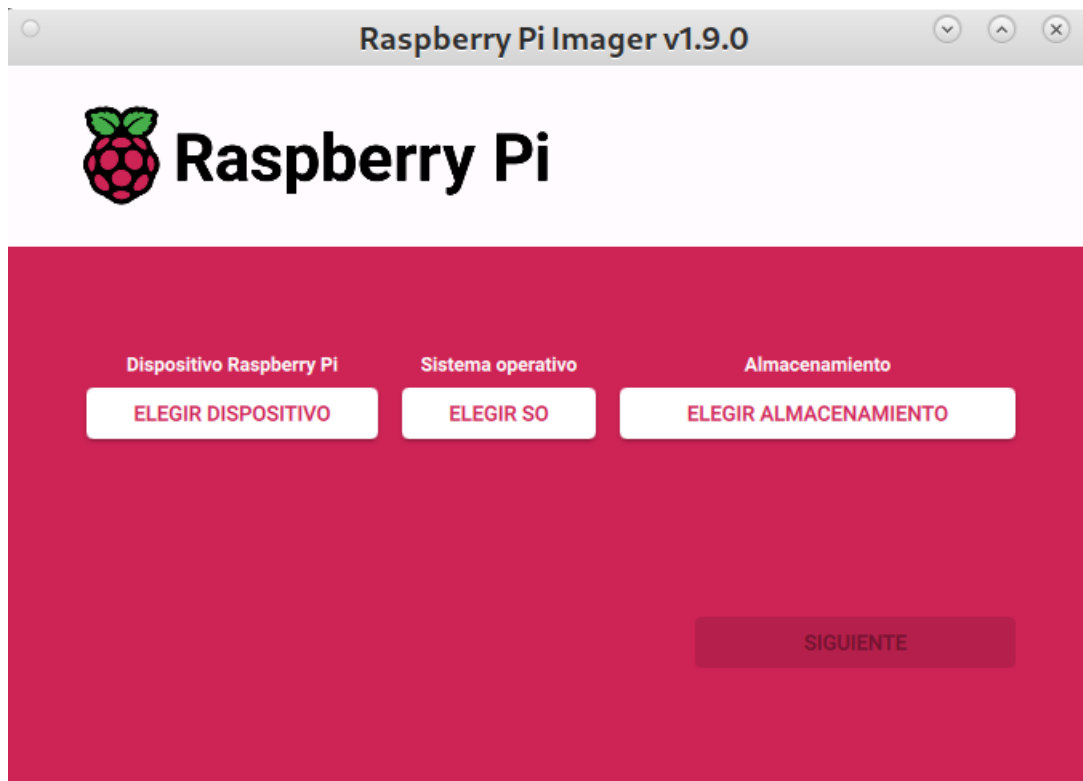 Raspberry Pi Imager v1.9.0
Raspberry Pi
Dispositivo Raspberry Pi
Sistema operativo
Almacenamiento
ELEGIR DISPOSITIVO
ELEGIR SO
ELEGIR ALMACENAMIENTO
SIGUIENTE